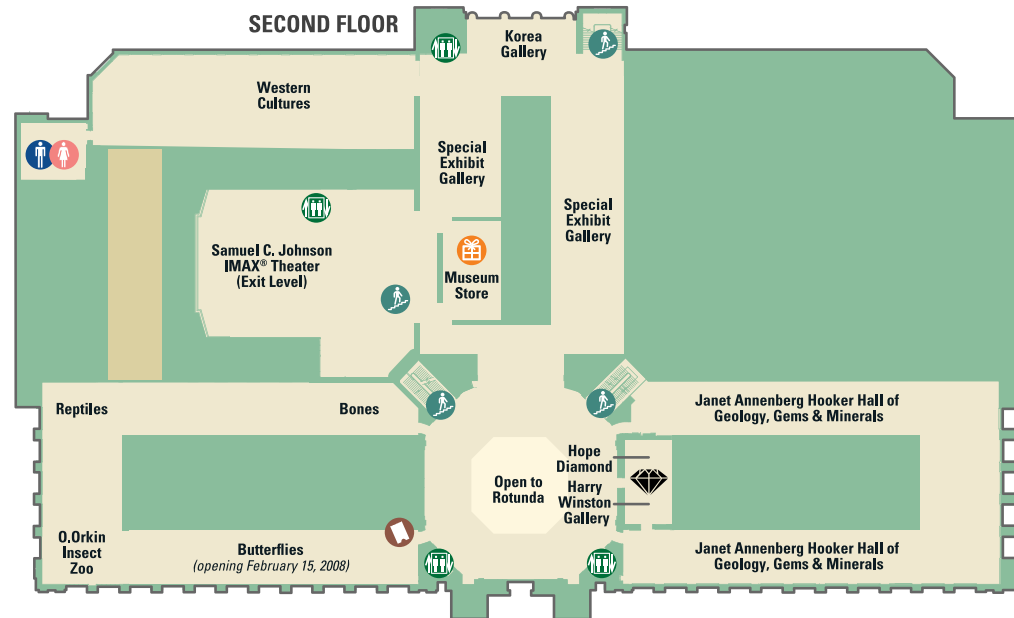 SECOND FLOOR
Korea
Gallery
Western
Cultures
Special
Exhibit
Gallery
Special
Exhibit
Gallery
Samuel C. Johnson
IMAX® Theater
(Exit Level)
Museum
Store
Reptiles
Bones
Janet Annenberg Hooker Hall of
Geology, Gems & Minerals
Hope
Diamond
Harry
Winston
Gallery
Open to
Rotunda
O.Orkin
Insect
Zoo
Butterflies
(opening February 15, 2008)
Janet Annenberg Hooker Hall of
Geology, Gems & Minerals